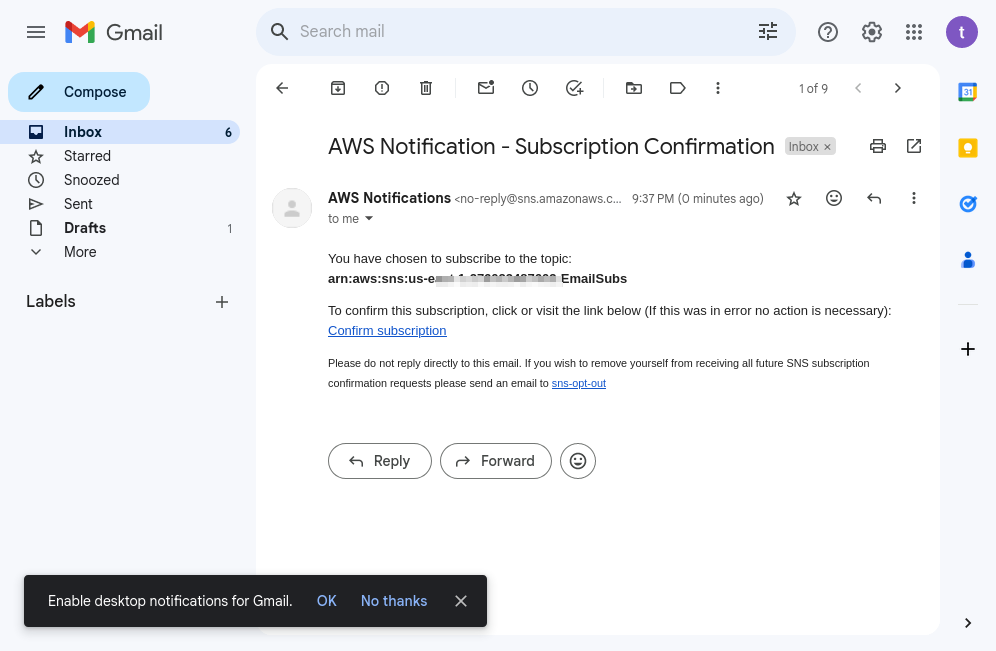 Gmail
Search mail
t
Compose
Inbox 6
Starred
Snoozed
Sent
Drafts 1
More
Labels
1 of 9
31
AWS Notification - Subscription Confirmation Inbox ×
AWS Notifications <no-reply@sns.amazonaws.c... 9:37 PM (0 minutes ago)
to me
You have chosen to subscribe to the topic:
arn:aws:sns:us-e EmailSubs
To confirm this subscription, click or visit the link below (If this was in error no action is necessary):
Confirm subscription
Please do not reply directly to this email. If you wish to remove yourself from receiving all future SNS subscription
confirmation requests please send an email to sns-opt-out
Reply Forward
Enable desktop notifications for Gmail. OK No thanks